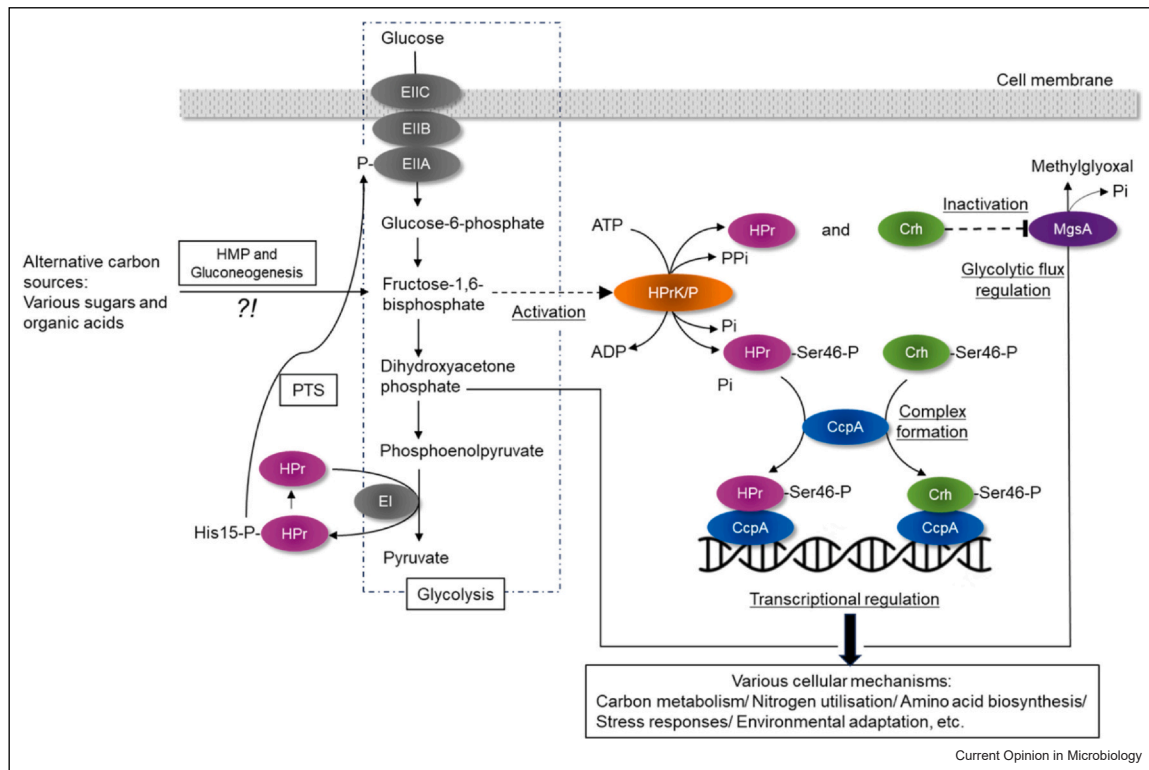 Glucose
Cell membrane
EIIC
EIIB
P-
EIIA
Methylglyoxal
Pi
Inactivation
ATP
HPr
and
Crh
MgsA
Glucose-6-phosphate
PPi
Glycolytic flux
regulation
HMP and
Gluconeogenesis
Alternative carbon
sources:
Various sugars and
organic acids
?!
Fructose-1,6-
bisphosphate
Activation
HPrK/P
Pi
ADP
HPr
-Ser46-P
Crh
-Ser46-P
Pi
Dihydroxyacetone
phosphate
PTS
CcpA
Complex
formation
Phosphoenolpyruvate
HPr
EI
His15-P-
HPr
HPr
-Ser46-P
Crh
-Ser46-P
CcpA
CcpA
Pyruvate
Glycolysis
Transcriptional regulation
Various cellular mechanisms:
Carbon metabolism/ Nitrogen utilisation/ Amino acid biosynthesis/
Stress responses/ Environmental adaptation, etc.
Current Opinion in Microbiology